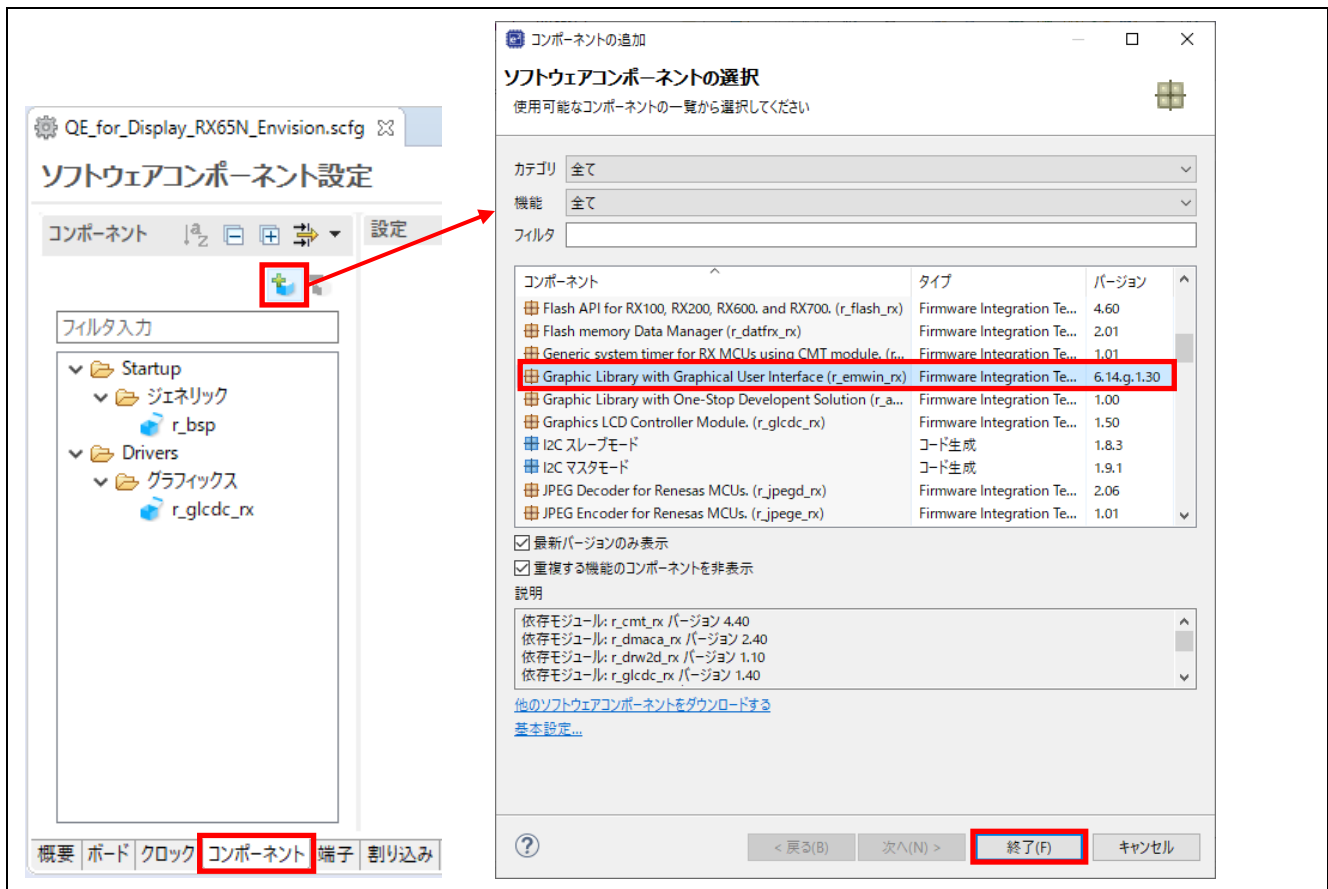 QE_for_Display_RX65N_Envision.scfg
ソフトウェアコンポーネント設定
コンポーネント
設定
フィルタ入力
Startup
ジェネリック
r_bsp
Drivers
グラフィックス
r_glcdc_rx
概要 ボード クロック コンポーネント 端子 割り込み
コンポーネントの追加
ソフトウェアコンポーネントの選択
使用可能なコンポーネントの一覧から選択してください
カテゴリ 全て
機能 全て
フィルタ
コンポーネント タイプ バージョン
Flash API for RX100, RX200, RX600. and RX700. (r_flash_rx) Firmware Integration Te... 4.60
Flash memory Data Manager (r_datfrx_rx) Firmware Integration Te... 2.01
Generic system timer for RX MCUs using CMT module. (r... Firmware Integration Te... 1.01
Graphic Library with Graphical User Interface (r_emwin_rx) Firmware Integration Te... 6.14.g.1.30
Graphic Library with One-Stop Developent Solution (r_a... Firmware Integration Te... 1.00
Graphics LCD Controller Module. (r_glcdc_rx) Firmware Integration Te... 1.50
I2C スレーブモード コード生成 1.8.3
I2C マスタモード コード生成 1.9.1
JPEG Decoder for Renesas MCUs. (r_jpegd_rx) Firmware Integration Te... 2.06
JPEG Encoder for Renesas MCUs. (r_jpege_rx) Firmware Integration Te... 1.01
最新バージョンのみ表示
重複する機能のコンポーネントを非表示
説明
依存モジュール: r_cmt_rx バージョン 4.40
依存モジュール: r_dmaca_rx バージョン 2.40
依存モジュール: r_drw2d_rx バージョン 1.10
依存モジュール: r_glcdc_rx バージョン 1.40
他のソフトウェアコンポーネントをダウンロードする
基本設定...
< 戻る(B) 次へ(N) > 終了(F) キャンセル